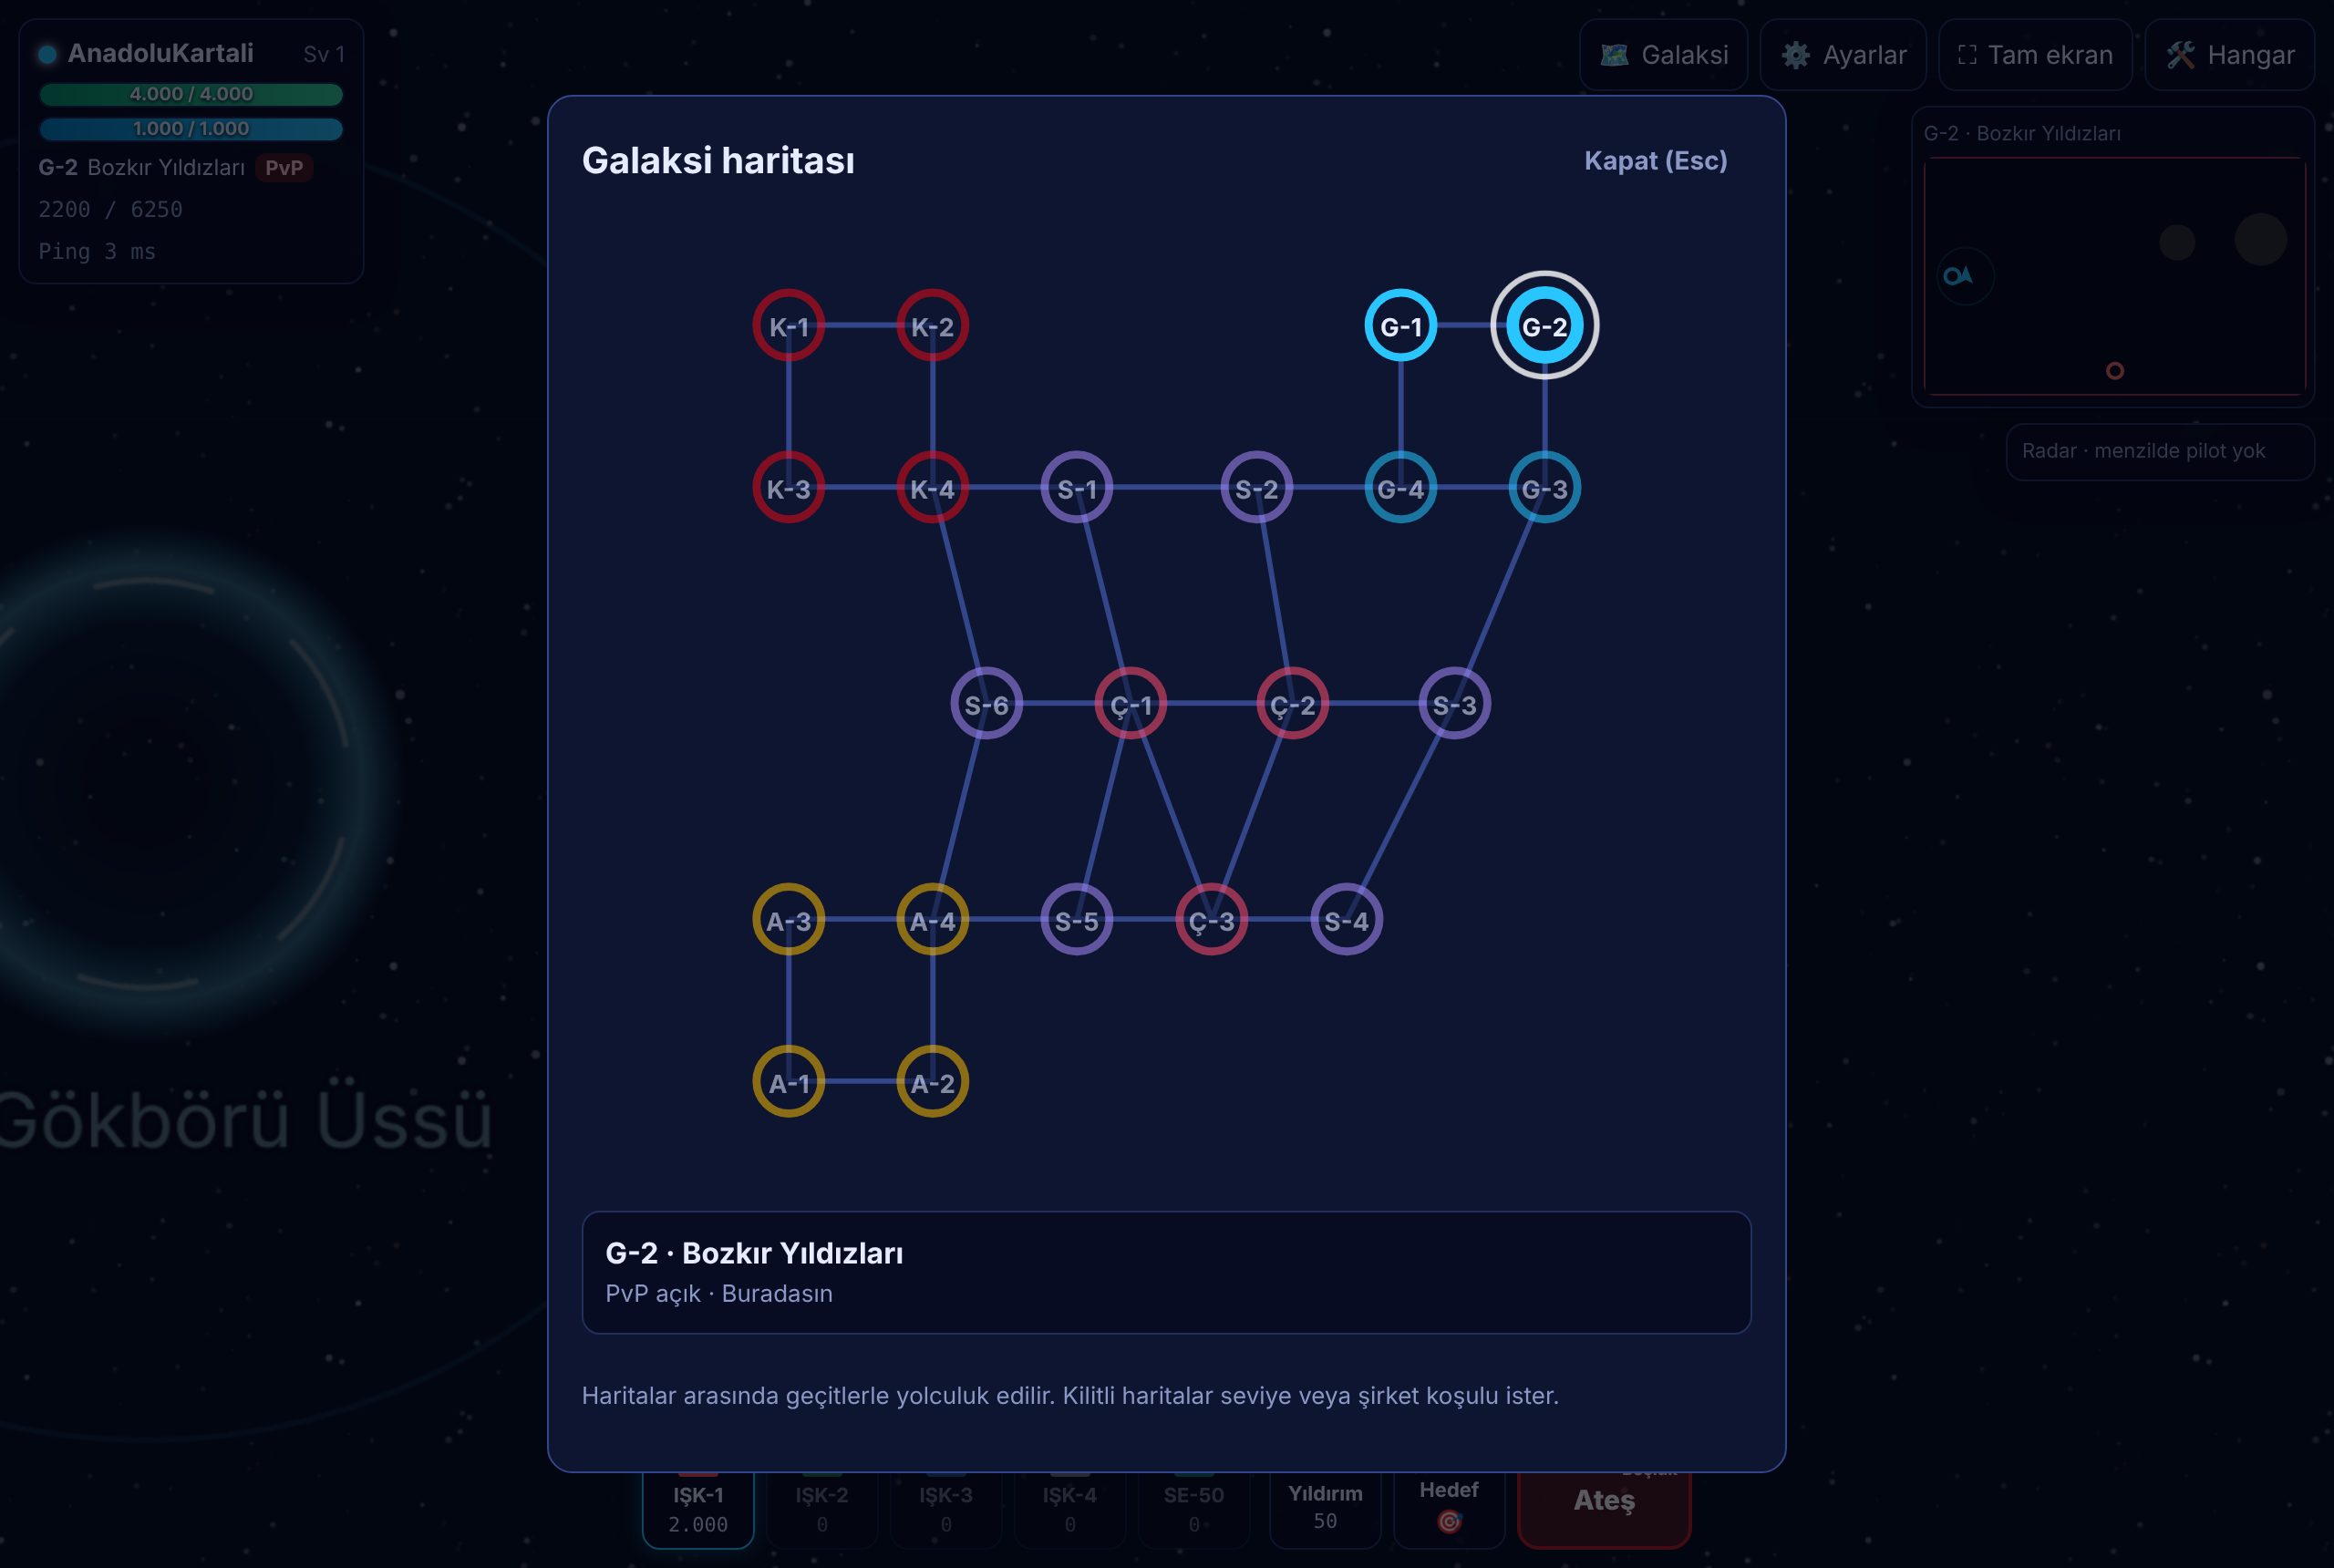 AnadoluKartali Sv 1
4.000 / 4.000
1.000 / 1.000
G-2 Bozkır Yıldızları PvP
2200 / 6250
Ping 3 ms
Galaksi
Ayarlar
Tam ekran
Hangar
G-2 · Bozkır Yıldızları
Radar · menzilde pilot yok
Galaksi haritası
Kapat (Esc)
K-1 K-2 G-1 G-2
K-3 K-4 S-1 S-2 G-4 G-3
S-6 Ç-1 Ç-2 S-3
A-3 A-4 S-5 Ç-3 S-4
A-1 A-2
Gökbörü Üssü
G-2 · Bozkır Yıldızları
PvP açık · Buradasın
Haritalar arasında geçitlerle yolculuk edilir. Kilitli haritalar seviye veya şirket koşulu ister.
IŞK-1
2.000
IŞK-2
0
IŞK-3
0
IŞK-4
0
SE-50
0
Yıldırım
50
Hedef
Ateş